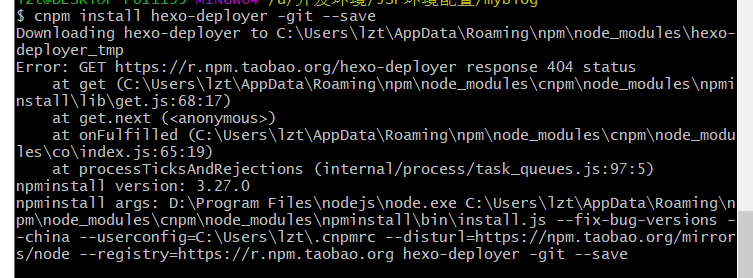 $ cnpm install hexo-deployer -git --save
Downloading hexo-deployer to C:\Users\lzt\AppData\Roaming\npm\node_modules\hexo-
deployer_tmp
Error: GET https://r.npm.taobao.org/hexo-deployer response 404 status
    at get (C:\Users\lzt\AppData\Roaming\npm\node_modules\cnpm\node_modules\npmi
nstall\lib\get.js:68:17)
    at get.next (<anonymous>)
    at onFulfilled (C:\Users\lzt\AppData\Roaming\npm\node_modules\cnpm\node_modu
les\co\index.js:65:19)
    at processTicksAndRejections (internal/process/task_queues.js:97:5)
npminstall version: 3.27.0
npminstall args: D:\Program Files\nodejs\node.exe C:\Users\lzt\AppData\Roaming\n
pm\node_modules\cnpm\node_modules\npminstall\bin\install.js --fix-bug-versions -
-china --userconfig=C:\Users\lzt\.cnpmrc --disturl=https://npm.taobao.org/mirror
s/node --registry=https://r.npm.taobao.org hexo-deployer -git --save